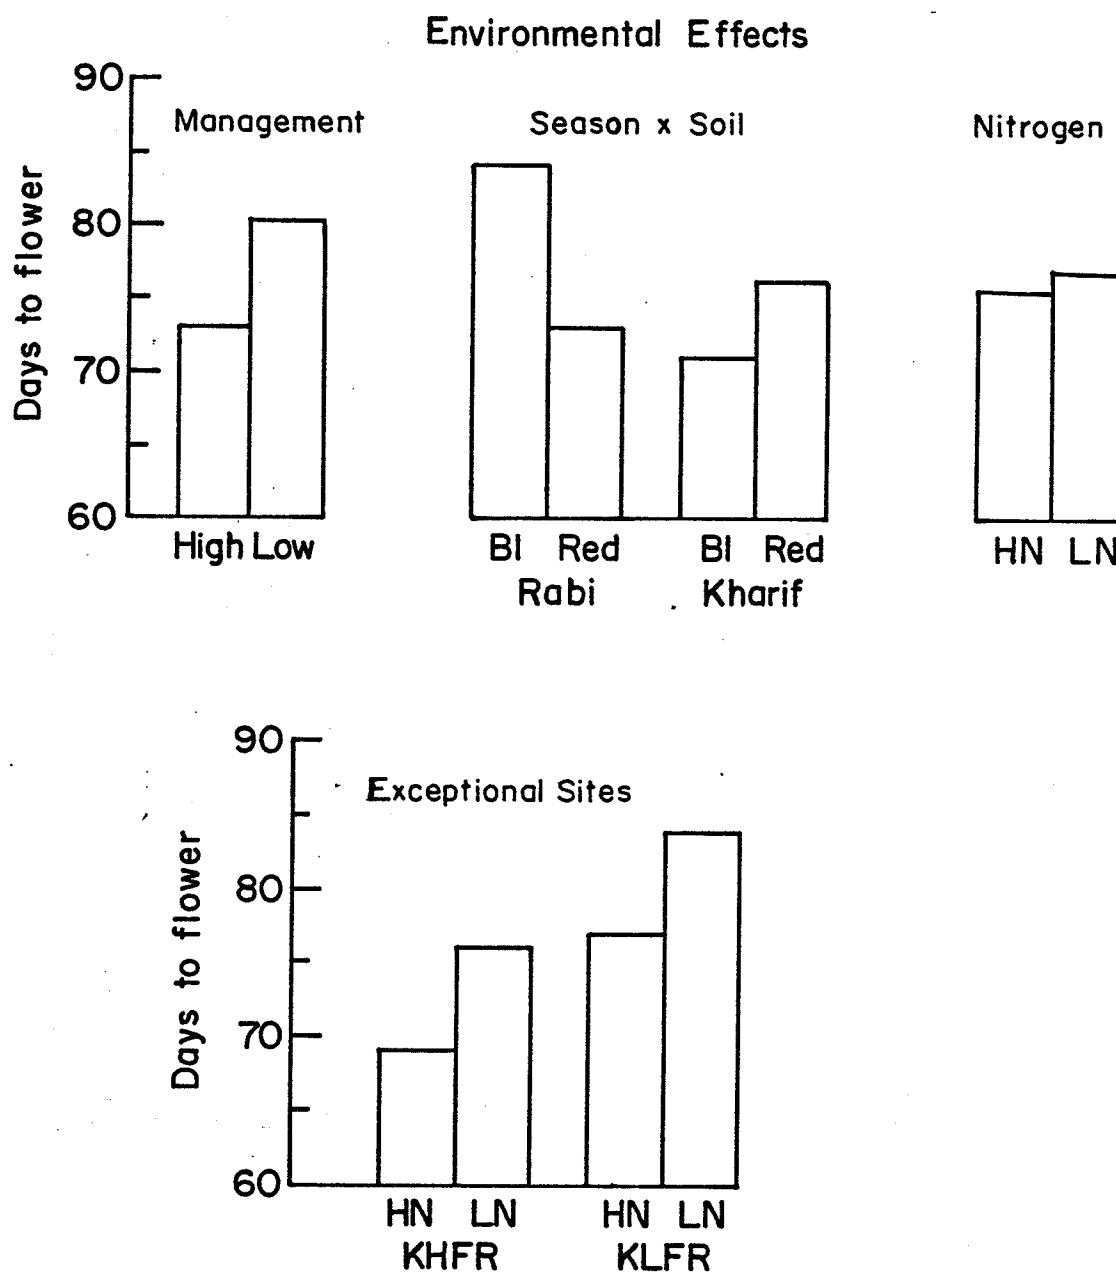 Environmental Effects
90
80
70
60
Days to flower
Management
High Low
Season x Soil
Bl Red Bl Red
Rabi Kharif
Nitrogen
HN LN
90
80
70
60
Days to flower
Exceptional Sites
HN LN HN LN
KHFR KLFR